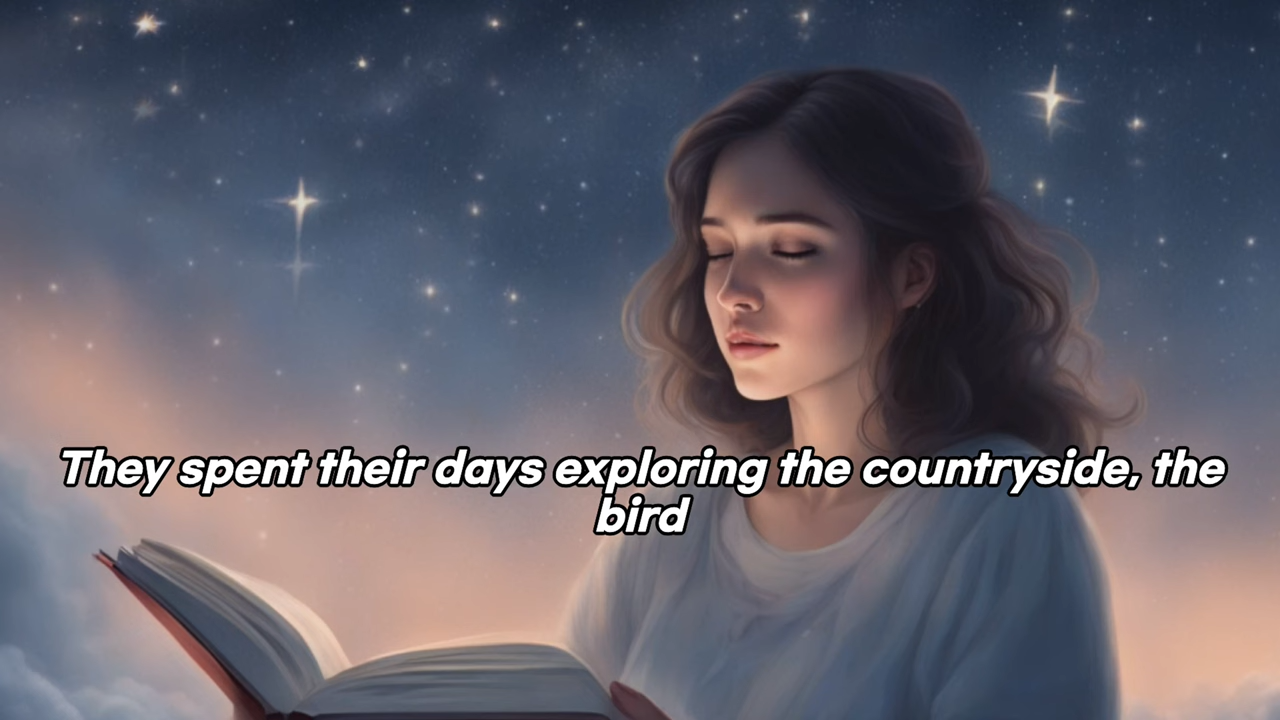 They spent their days exploring the countryside, the
bird